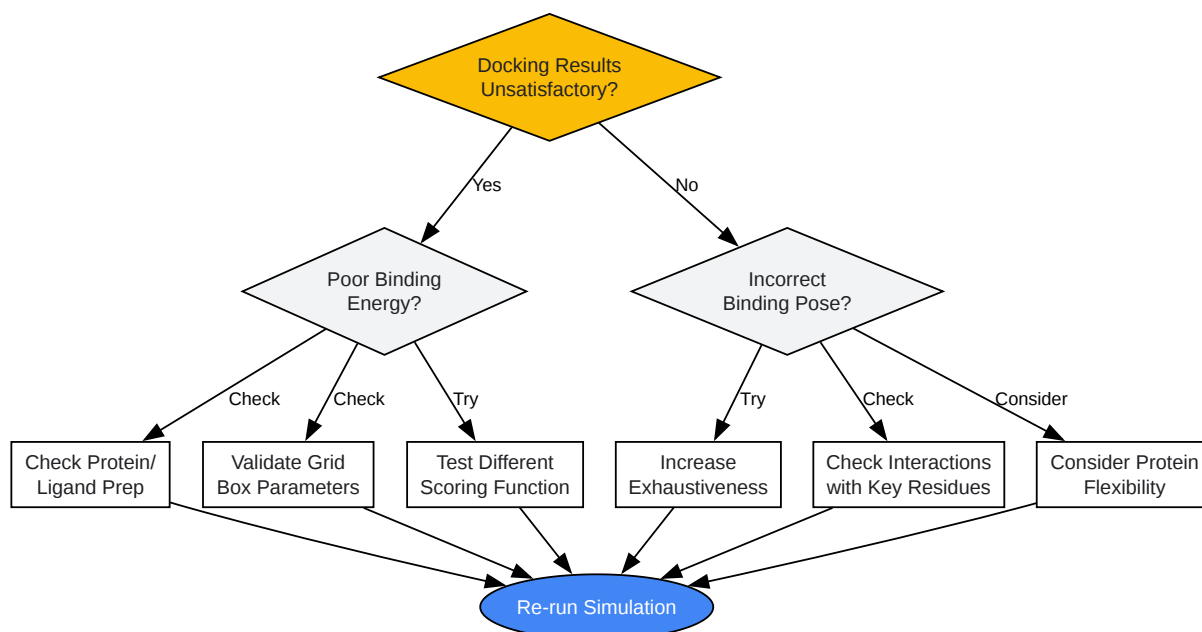 Docking Results
Unsatisfactory?
Yes
No
Poor Binding
Energy?
Incorrect
Binding Pose?
Check
Check
Try
Try
Check
Consider
Check Protein/
Ligand Prep
Validate Grid
Box Parameters
Test Different
Scoring Function
Increase
Exhaustiveness
Check Interactions
with Key Residues
Consider Protein
Flexibility
Re-run Simulation